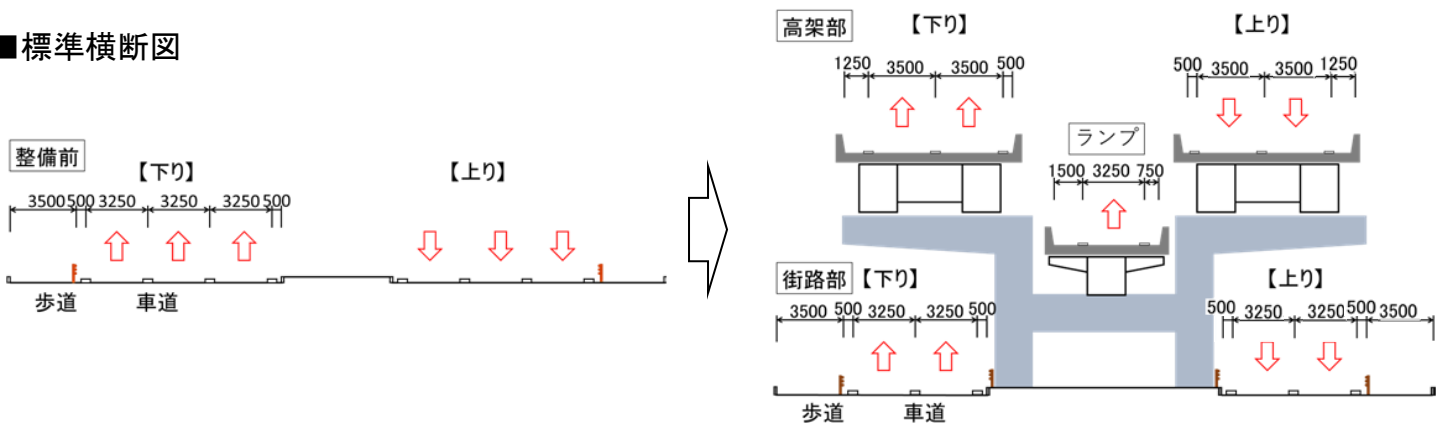 ■標準横断図
整備前
【下り】
【上り】
3500 500 3250 3250 3250 500
歩道
車道
高架部
【下り】
【上り】
1250 3500 3500 500
500 3500 3500 1250
ランプ
1500 3250 750
街路部
【下り】
【上り】
3500 500 3250 3250 500
500 3250 3250 500 3500
歩道
車道